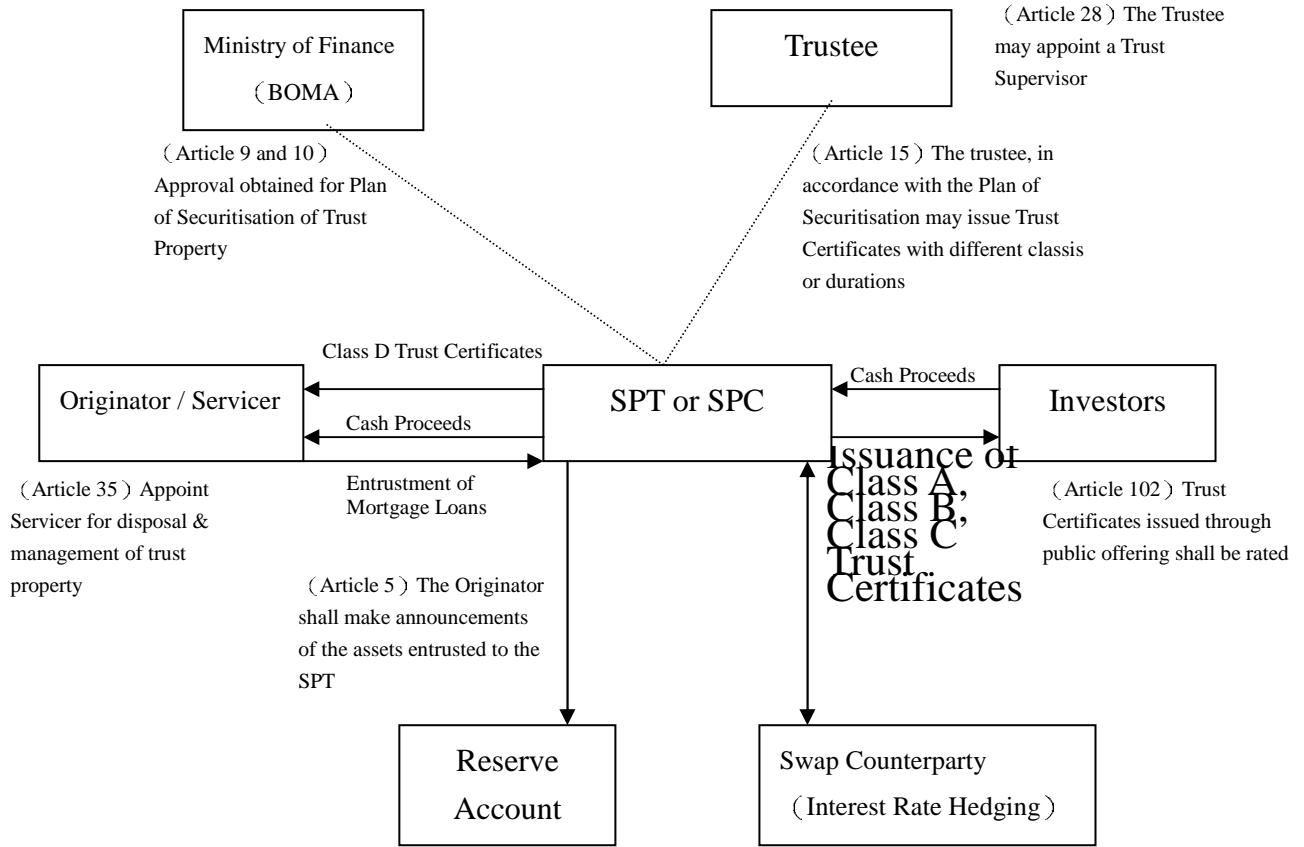 Ministry of Finance
（BOMA）
Trustee
（Article 28）The Trustee
may appoint a Trust
Supervisor
（Article 9 and 10）
Approval obtained for Plan
of Securitisation of Trust
Property
（Article 15）The trustee, in
accordance with the Plan of
Securitisation may issue Trust
Certificates with different classis
or durations
Class D Trust Certificates
Cash Proceeds
Originator / Servicer
SPT or SPC
Cash Proceeds
Investors
Entrustment of
Mortgage Loans
Issuance of
Class A,
Class B,
Class C
Trust
Certificates
（Article 35）Appoint
Servicer for disposal &
management of trust
property
（Article 102）Trust
Certificates issued through
public offering shall be rated
（Article 5）The Originator
shall make announcements
of the assets entrusted to the
SPT
Reserve
Account
Swap Counterparty
（Interest Rate Hedging）